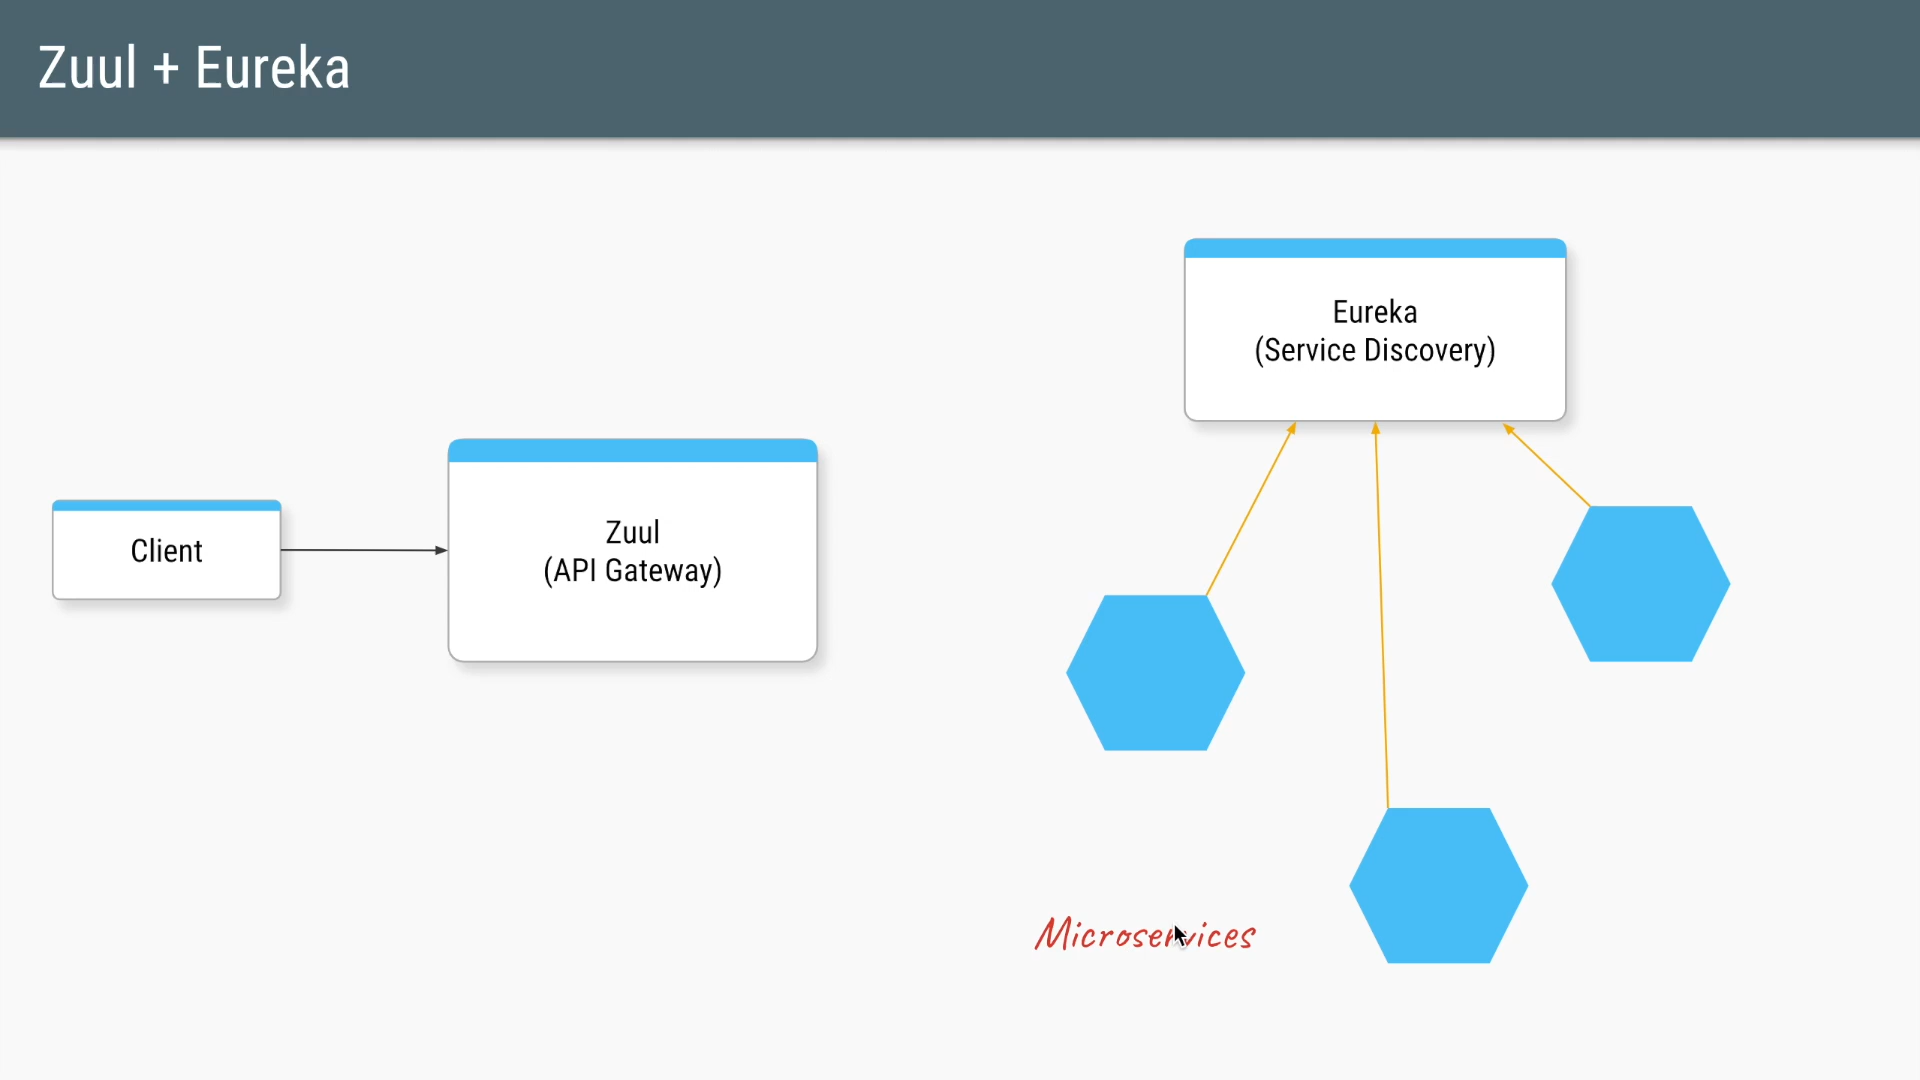 Zuul + Eureka
Eureka
(Service Discovery)
Client
Zuul
(API Gateway)
Microservices